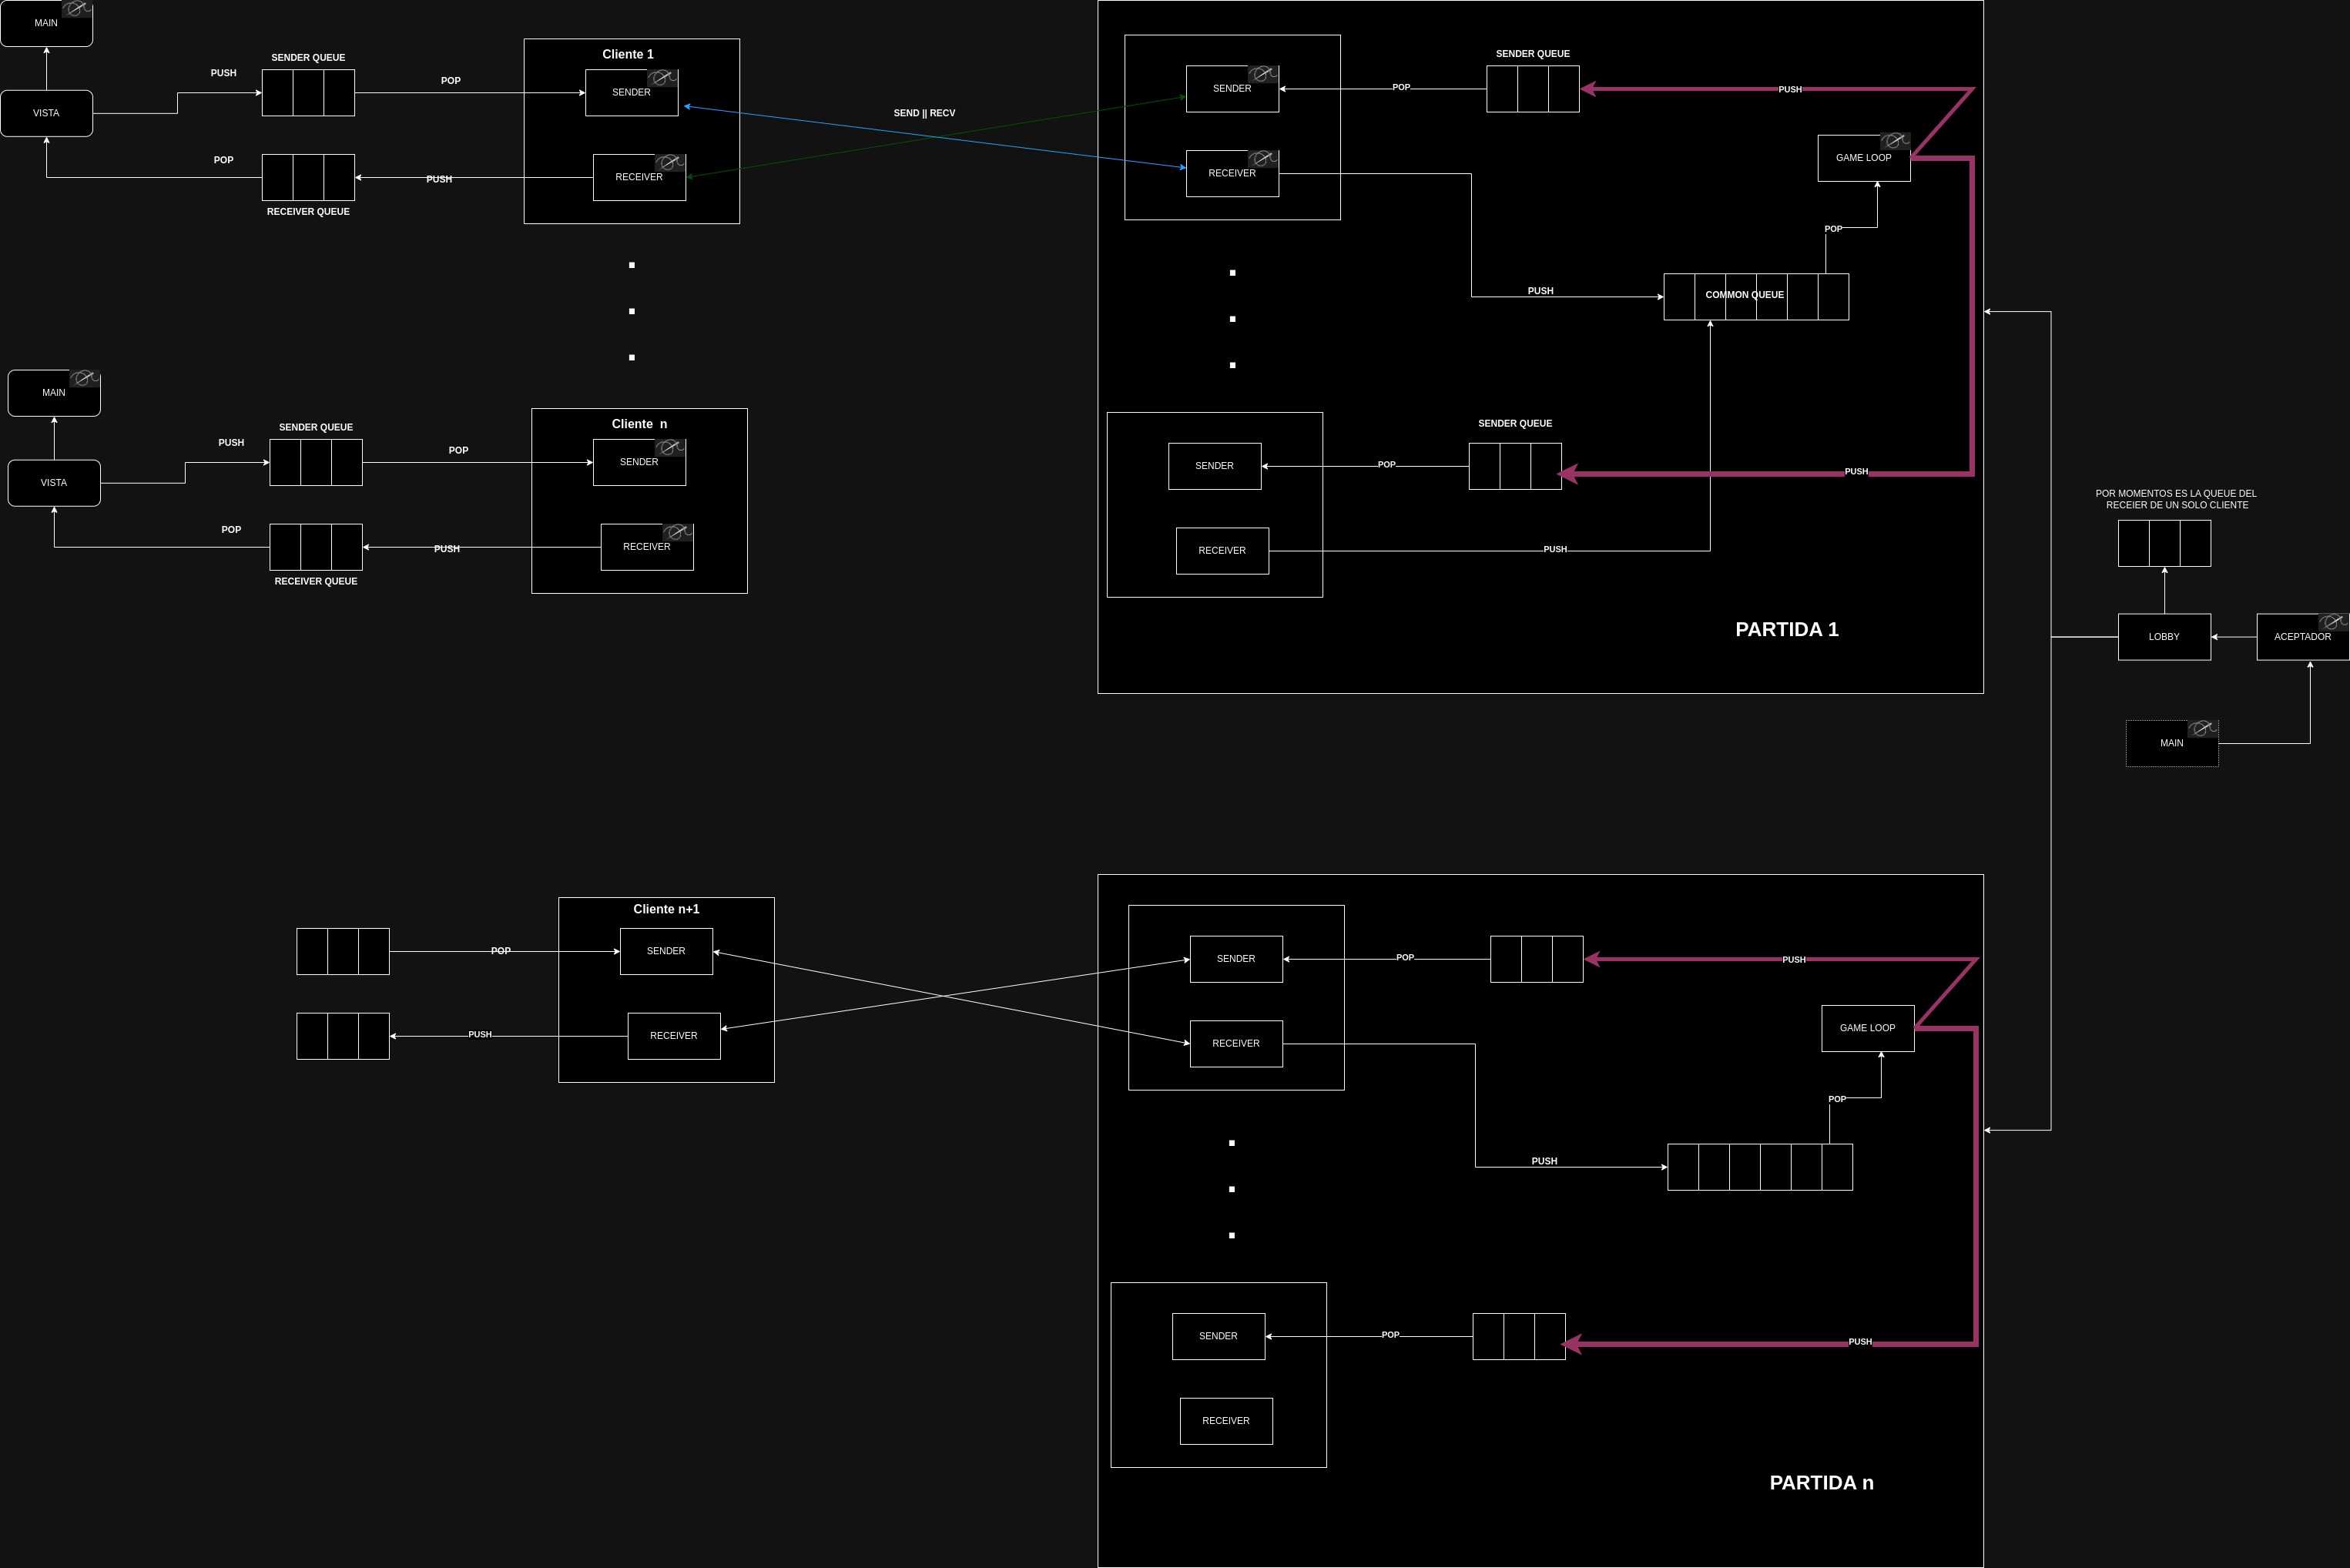 MAIN
VISTA
PUSH
SENDER QUEUE
POP
POP
PUSH
RECEIVER QUEUE
Cliente 1
SENDER
RECEIVER
SEND || RECV
MAIN
VISTA
PUSH
SENDER QUEUE
POP
POP
PUSH
RECEIVER QUEUE
Cliente n
SENDER
RECEIVER
SENDER
RECEIVER
POP
SENDER QUEUE
PUSH
GAME LOOP
POP
PUSH
COMMON QUEUE
SENDER
RECEIVER
POP
SENDER QUEUE
PUSH
PUSH
PARTIDA 1
POR MOMENTOS ES LA QUEUE DEL
RECEIER DE UN SOLO CLIENTE
LOBBY
ACEPTADOR
MAIN
POP
PUSH
Cliente n+1
SENDER
RECEIVER
SENDER
RECEIVER
POP
PUSH
GAME LOOP
POP
PUSH
SENDER
RECEIVER
POP
PUSH
PARTIDA n